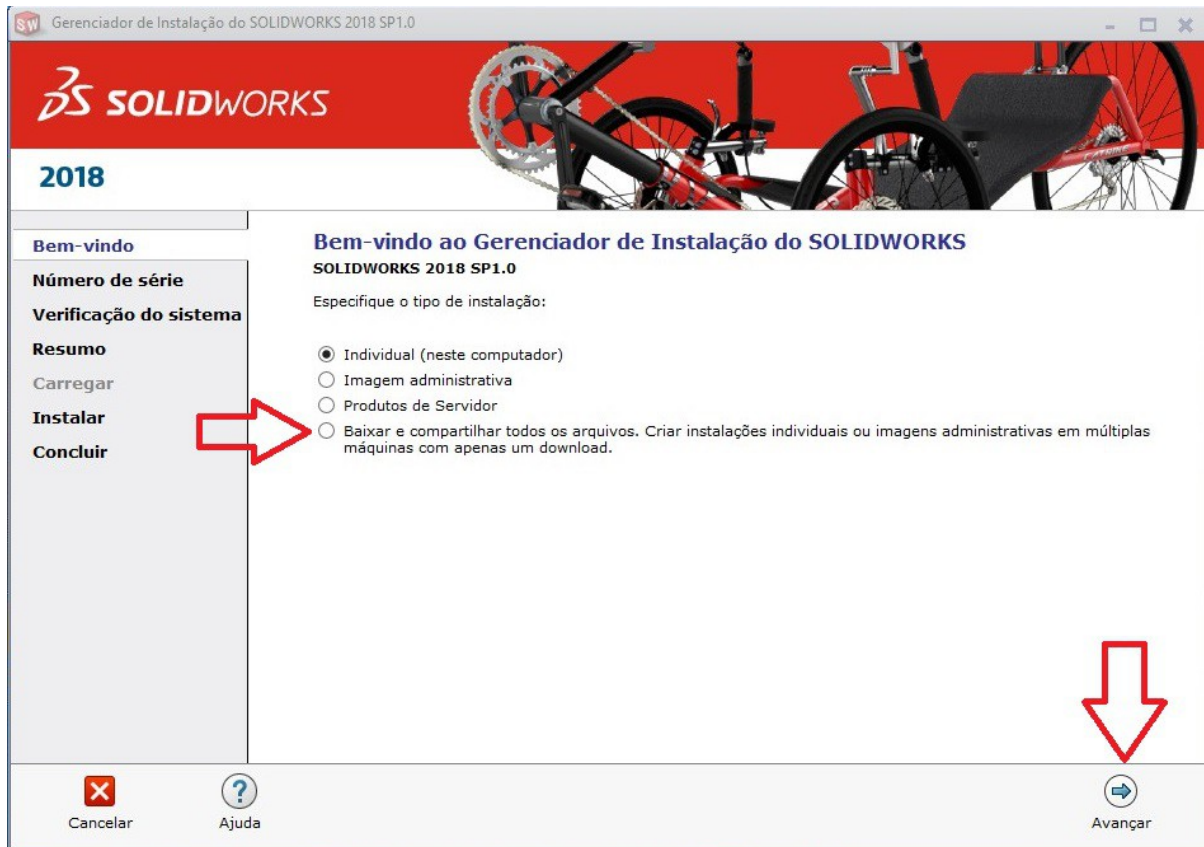 Gerenciador de Instalação do SOLIDWORKS 2018 SP1.0
SOLIDWORKS
2018
Bem-vindo
Número de série
Verificação do sistema
Resumo
Carregar
Instalar
Concluir
Bem-vindo ao Gerenciador de Instalação do SOLIDWORKS
SOLIDWORKS 2018 SP1.0
Especifique o tipo de instalação:
Individual (neste computador)
Imagem administrativa
Produtos de Servidor
Baixar e compartilhar todos os arquivos. Criar instalações individuais ou imagens administrativas em múltiplas
máquinas com apenas um download.
Cancelar
Ajuda
Avançar